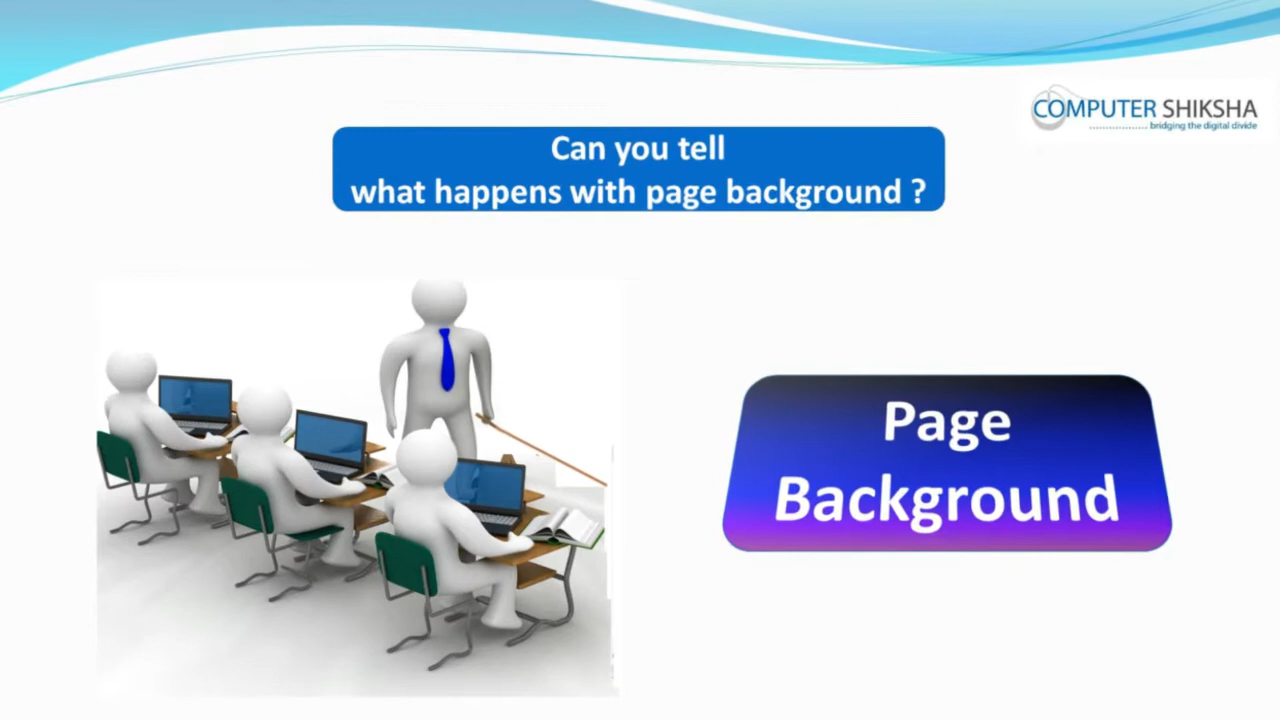 COMPUTER SHIKSHA
bridging the digital divide
Can you tell
what happens with page background ?
Page
Background